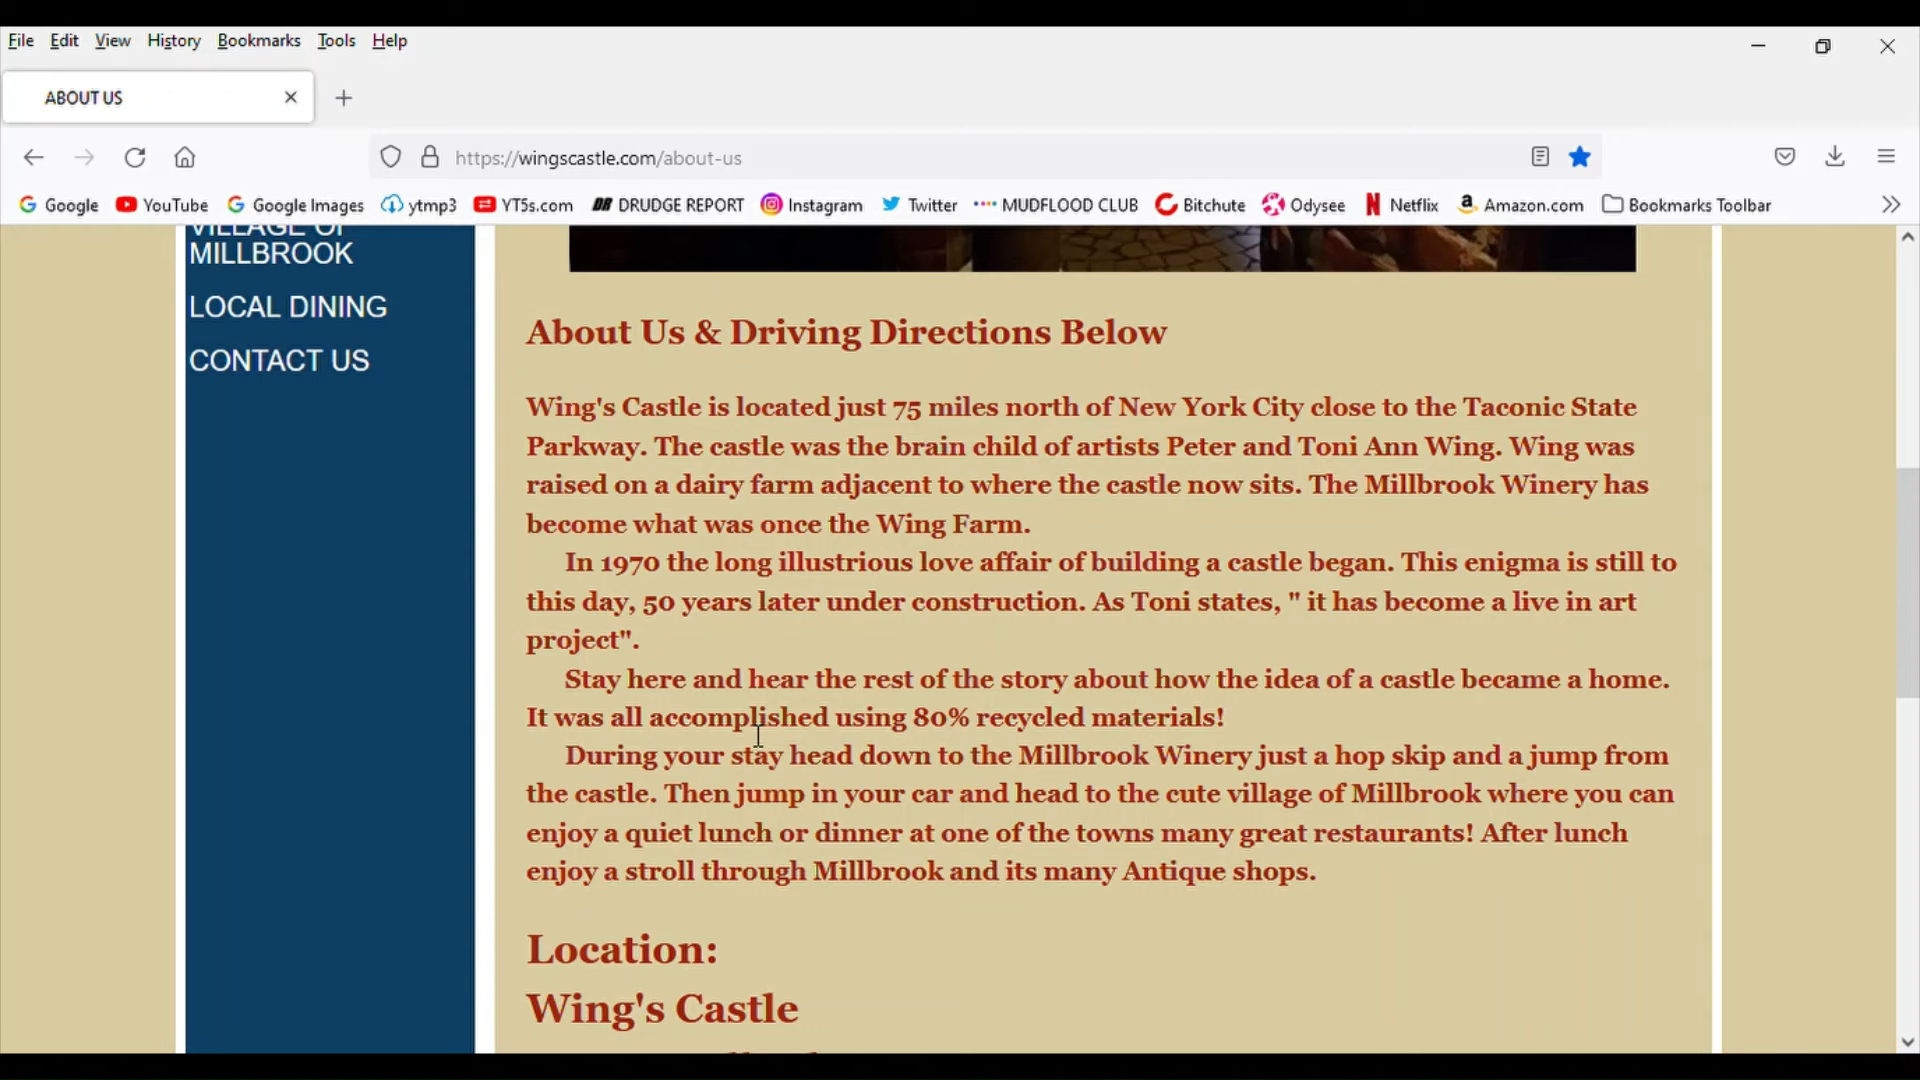 File Edit View History Bookmarks Tools Help
ABOUT US
https://wingscastle.com/about-us
Google YouTube Google Images ytmp3 YT5s.com DRUDGE REPORT Instagram Twitter MUDFLOOD CLUB Bitchute Odysee Netflix Amazon.com Bookmarks Toolbar
VILLAGE OF
MILLBROOK
LOCAL DINING
CONTACT US
About Us & Driving Directions Below
Wing's Castle is located just 75 miles north of New York City close to the Taconic State
Parkway. The castle was the brain child of artists Peter and Toni Ann Wing. Wing was
raised on a dairy farm adjacent to where the castle now sits. The Millbrook Winery has
become what was once the Wing Farm.
In 1970 the long illustrious love affair of building a castle began. This enigma is still to
this day, 50 years later under construction. As Toni states, " it has become a live in art
project".
Stay here and hear the rest of the story about how the idea of a castle became a home.
It was all accomplished using 80% recycled materials!
During your stay head down to the Millbrook Winery just a hop skip and a jump from
the castle. Then jump in your car and head to the cute village of Millbrook where you can
enjoy a quiet lunch or dinner at one of the towns many great restaurants! After lunch
enjoy a stroll through Millbrook and its many Antique shops.
Location:
Wing's Castle